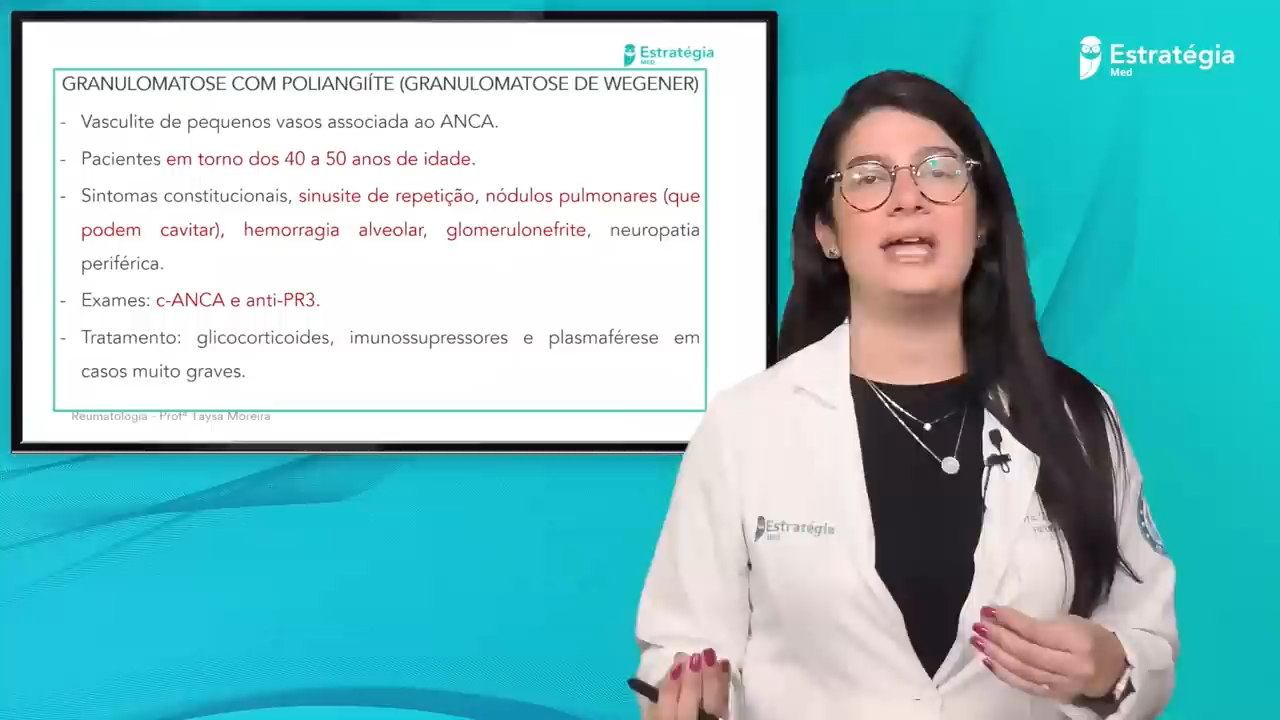 Estratégia
MED
GRANULOMATOSE COM POLIANGIÍTE (GRANULOMATOSE DE WEGENER)
- Vasculite de pequenos vasos associada ao ANCA.
- Pacientes em torno dos 40 a 50 anos de idade.
- Sintomas constitucionais, sinusite de repetição, nódulos pulmonares (que
podem cavitar), hemorragia alveolar, glomerulonefrite, neuropatia
periférica.
- Exames: c-ANCA e anti-PR3.
- Tratamento: glicocorticoides, imunossupressores e plasmaférese em
casos muito graves.
Reumatologia - Profª Taysa Moreira
Estratégia
Med
Estratégia
Med